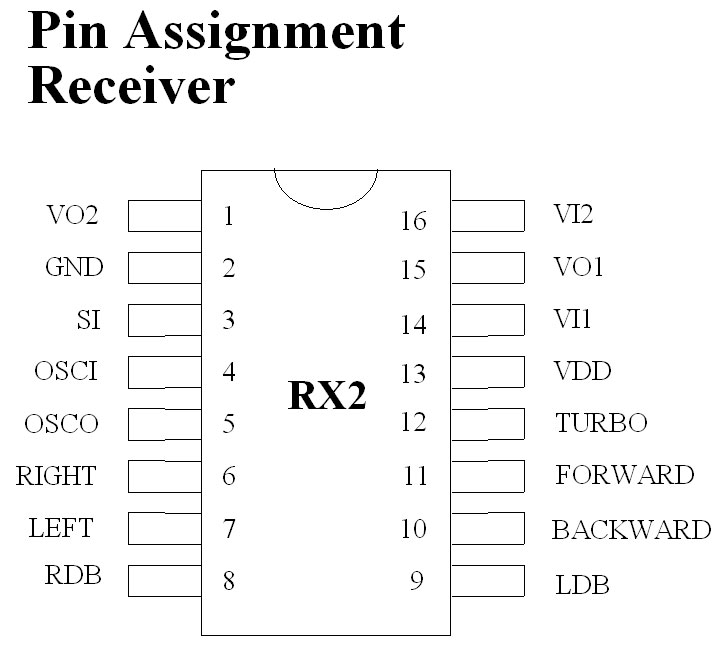 Pin Assignment
Receiver
VO2 1 16 VI2
GND 2 15 VO1
SI 3 14 VI1
OSCI 4 13 VDD
RX2
OSCO 5 12 TURBO
RIGHT 6 11 FORWARD
LEFT 7 10 BACKWARD
RDB 8 9 LDB